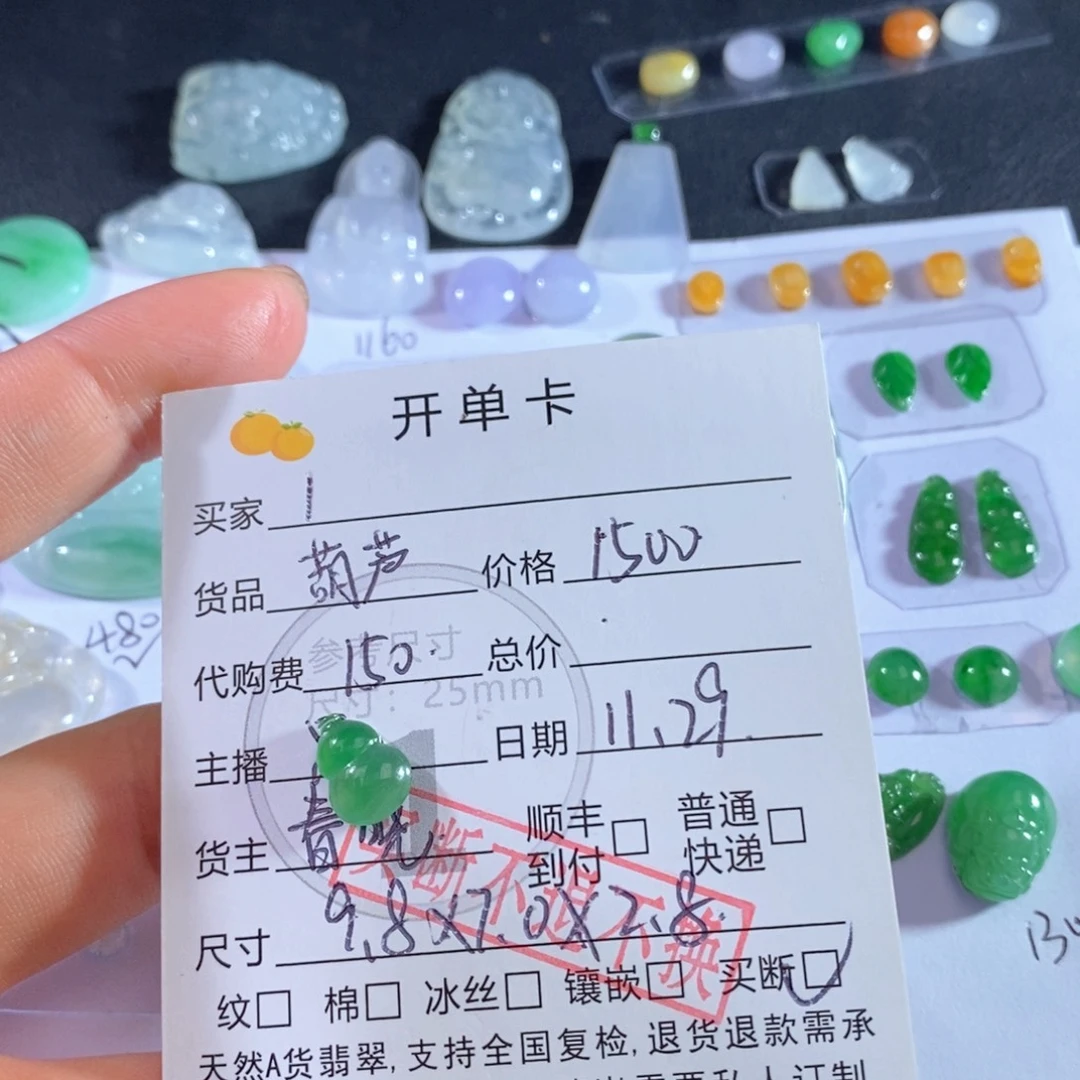 1160
开单卡
买家
货品 葫芦 价格 1500
参考尺寸
代购费 150. 总价
尺寸：25mm
480
主播 日期 11.29.
货主 春晓 顺丰到付 普通快递
买断不退不换
尺寸 9.8X7.0X2.8
纹 棉 冰丝 镶嵌 买断
天然A货翡翠,支持全国复检,退货退款需承